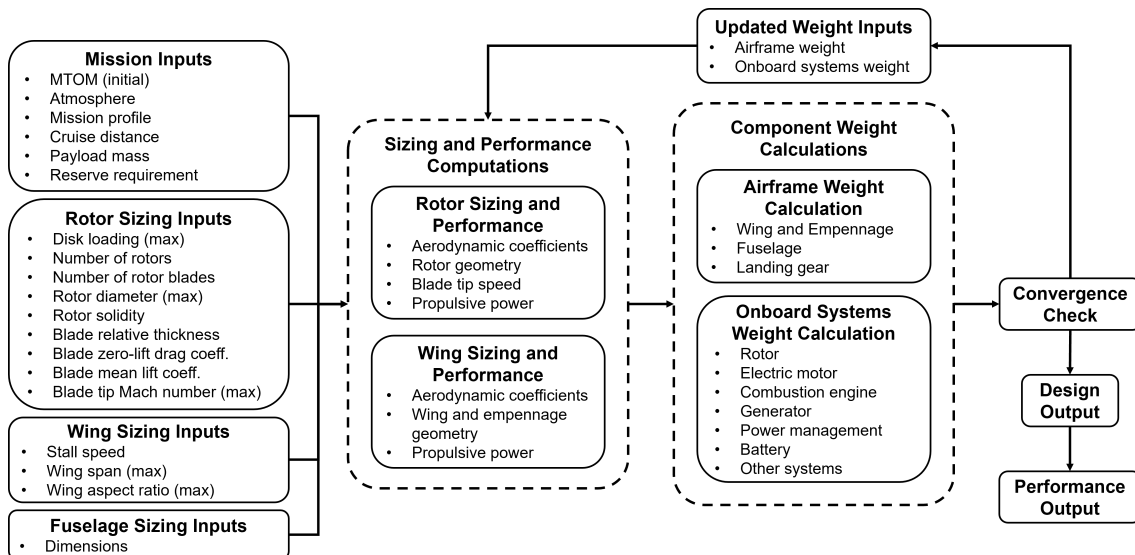 Mission Inputs
• MTOM (initial)
• Atmosphere
• Mission profile
• Cruise distance
• Payload mass
• Reserve requirement
Rotor Sizing Inputs
• Disk loading (max)
• Number of rotors
• Number of rotor blades
• Rotor diameter (max)
• Rotor solidity
• Blade relative thickness
• Blade zero-lift drag coeff.
• Blade mean lift coeff.
• Blade tip Mach number (max)
Wing Sizing Inputs
• Stall speed
• Wing span (max)
• Wing aspect ratio (max)
Fuselage Sizing Inputs
• Dimensions
Sizing and Performance
Computations
Rotor Sizing and
Performance
• Aerodynamic coefficients
• Rotor geometry
• Blade tip speed
• Propulsive power
Wing Sizing and
Performance
• Aerodynamic coefficients
• Wing and empennage
geometry
• Propulsive power
Updated Weight Inputs
• Airframe weight
• Onboard systems weight
Component Weight
Calculations
Airframe Weight
Calculation
• Wing and Empennage
• Fuselage
• Landing gear
Onboard Systems
Weight Calculation
• Rotor
• Electric motor
• Combustion engine
• Generator
• Power management
• Battery
• Other systems
Convergence
Check
Design
Output
Performance
Output